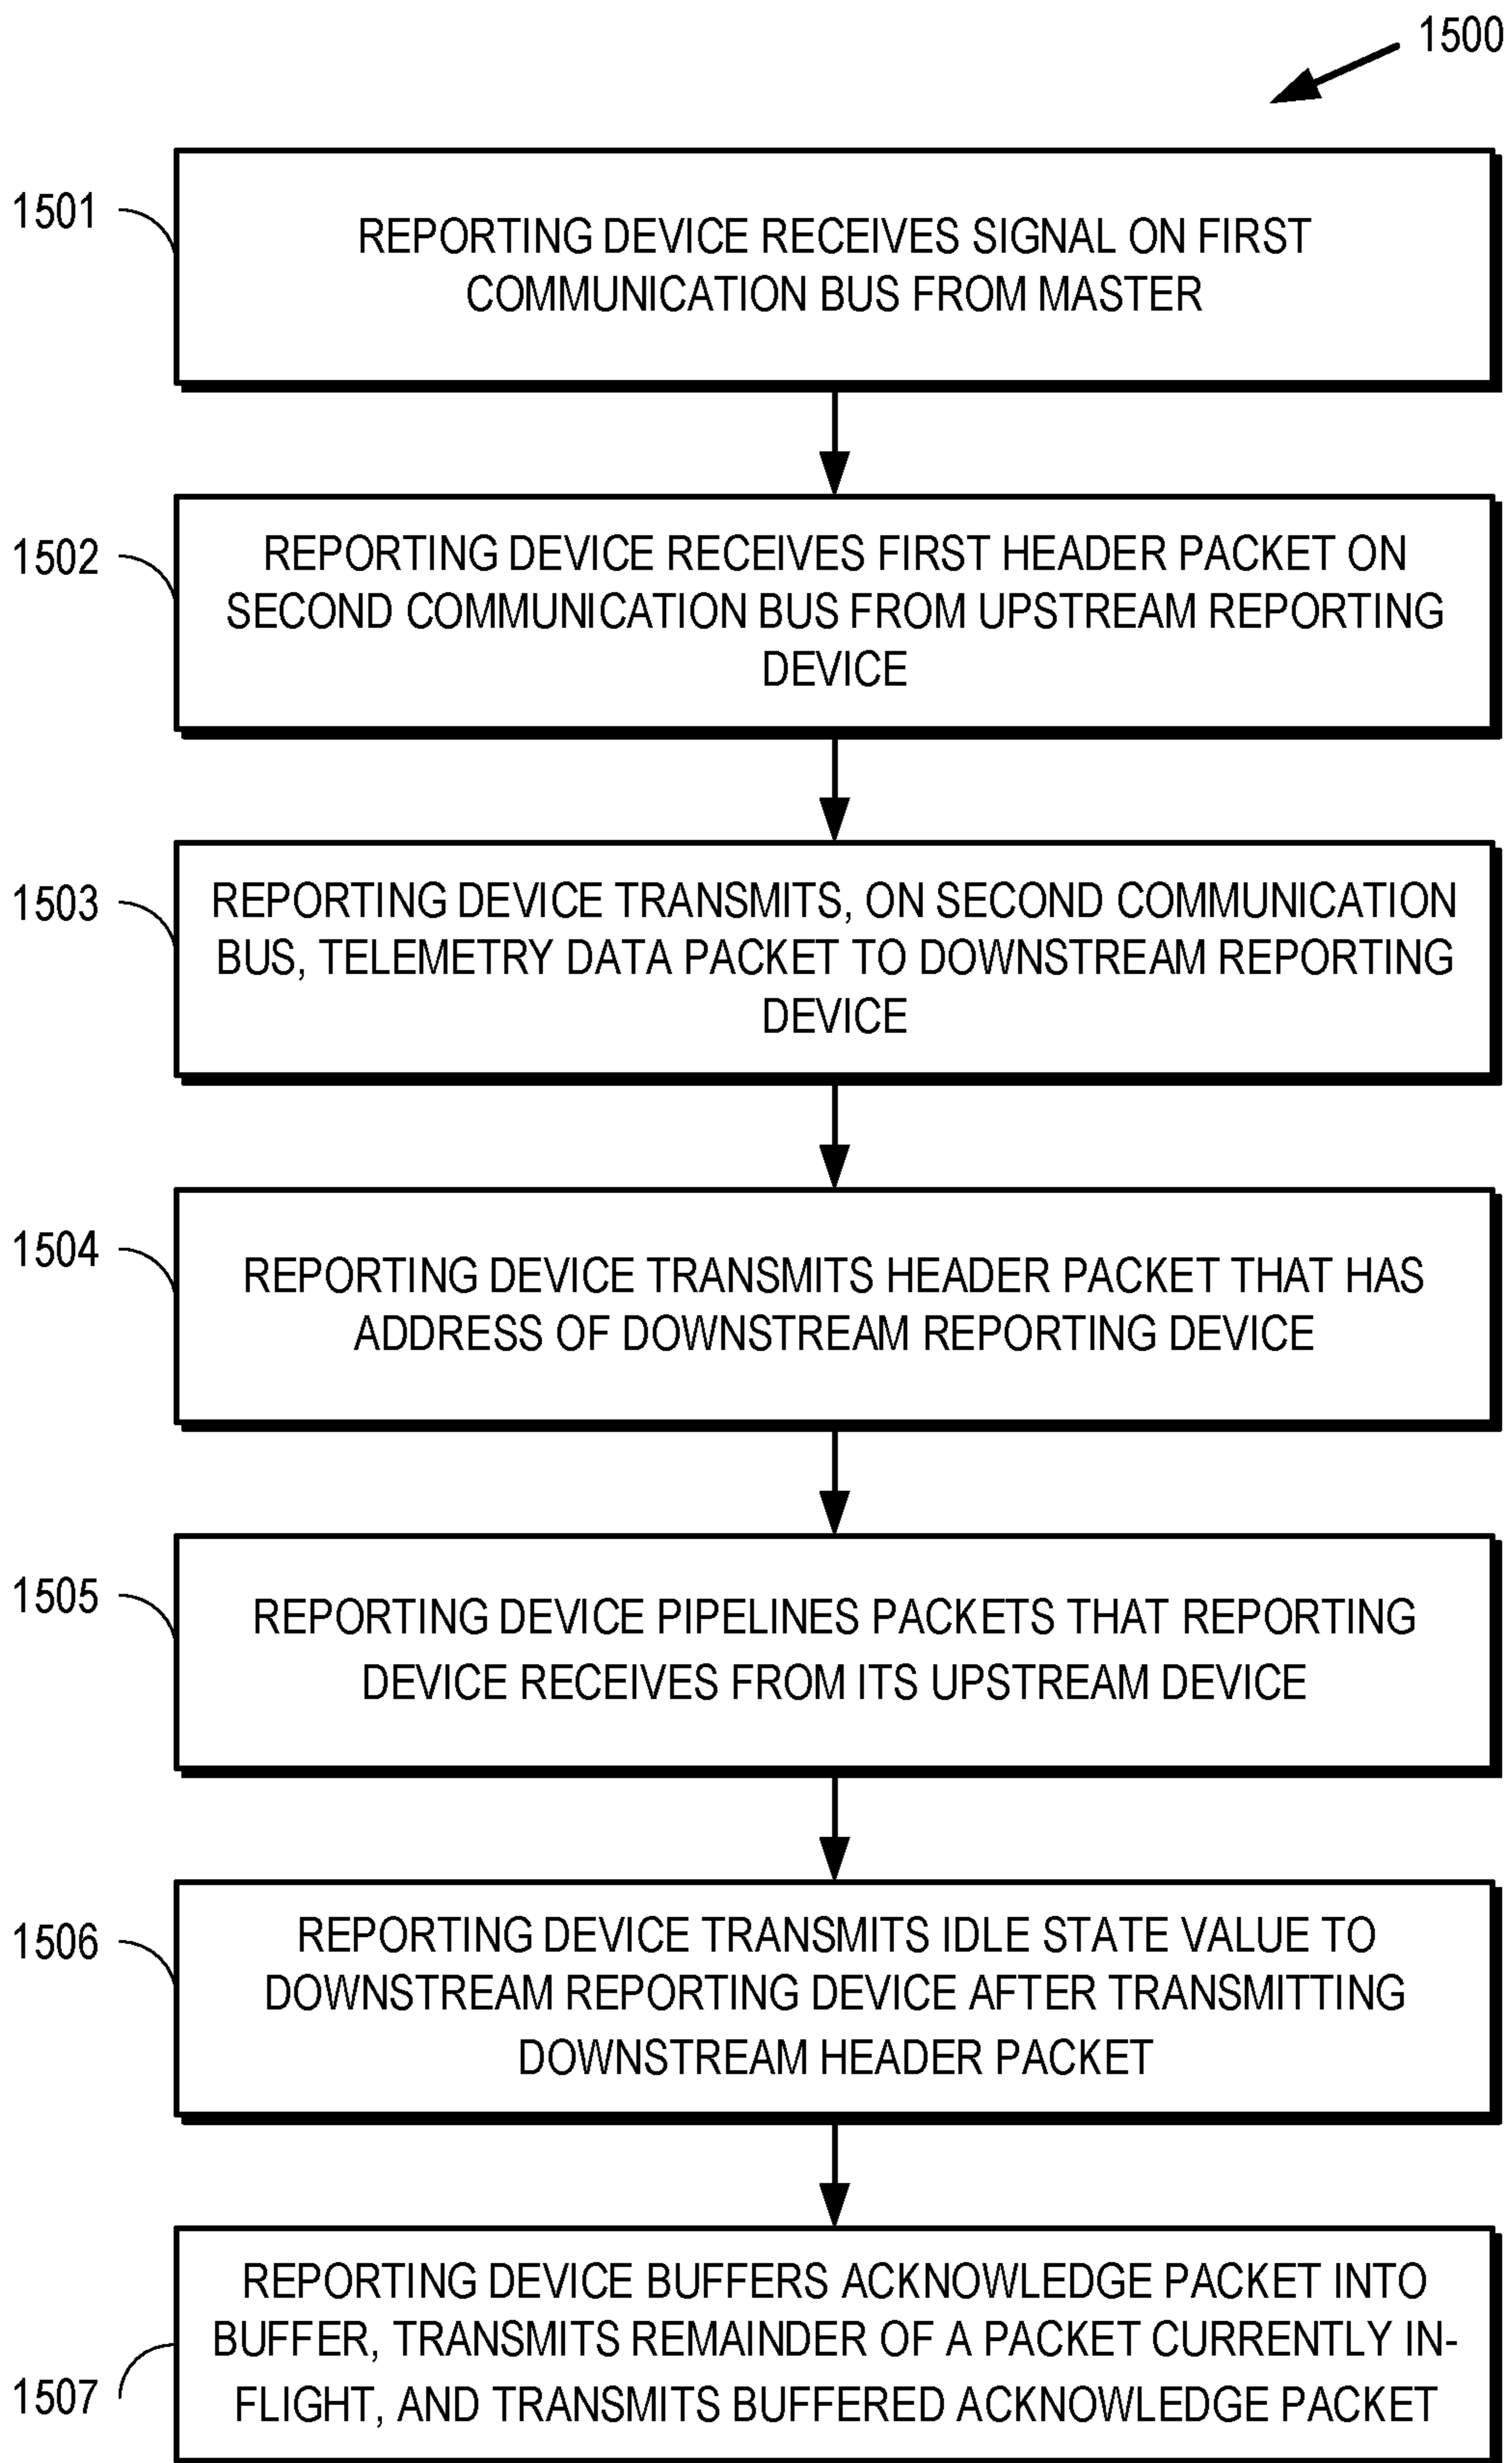 1500
1501
REPORTING DEVICE RECEIVES SIGNAL ON FIRST
COMMUNICATION BUS FROM MASTER
1502
REPORTING DEVICE RECEIVES FIRST HEADER PACKET ON
SECOND COMMUNICATION BUS FROM UPSTREAM REPORTING
DEVICE
1503
REPORTING DEVICE TRANSMITS, ON SECOND COMMUNICATION
BUS, TELEMETRY DATA PACKET TO DOWNSTREAM REPORTING
DEVICE
1504
REPORTING DEVICE TRANSMITS HEADER PACKET THAT HAS
ADDRESS OF DOWNSTREAM REPORTING DEVICE
1505
REPORTING DEVICE PIPELINES PACKETS THAT REPORTING
DEVICE RECEIVES FROM ITS UPSTREAM DEVICE
1506
REPORTING DEVICE TRANSMITS IDLE STATE VALUE TO
DOWNSTREAM REPORTING DEVICE AFTER TRANSMITTING
DOWNSTREAM HEADER PACKET
1507
REPORTING DEVICE BUFFERS ACKNOWLEDGE PACKET INTO
BUFFER, TRANSMITS REMAINDER OF A PACKET CURRENTLY IN-
FLIGHT, AND TRANSMITS BUFFERED ACKNOWLEDGE PACKET